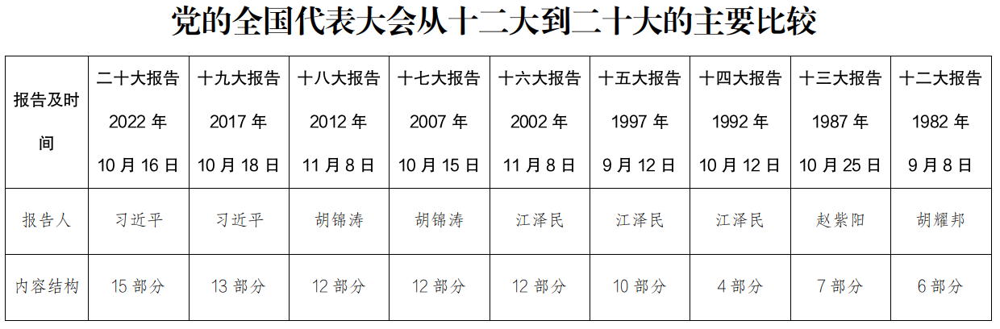 党的全国代表大会从十二大到二十大的主要比较
报告及时间 二十大报告 2022 年 10 月 16 日 十九大报告 2017 年 10 月 18 日 十八大报告 2012 年 11 月 8 日 十七大报告 2007 年 10 月 15 日 十六大报告 2002 年 11 月 8 日 十五大报告 1997 年 9 月 12 日 十四大报告 1992 年 10 月 12 日 十三大报告 1987 年 10 月 25 日 十二大报告 1982 年 9 月 8 日
报告人 习近平 习近平 胡锦涛 胡锦涛 江泽民 江泽民 江泽民 赵紫阳 胡耀邦
内容结构 15 部分 13 部分 12 部分 12 部分 12 部分 10 部分 4 部分 7 部分 6 部分